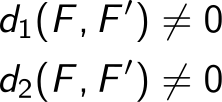 d₁(F, F′) ≠ 0
d₂(F, F′) ≠ 0